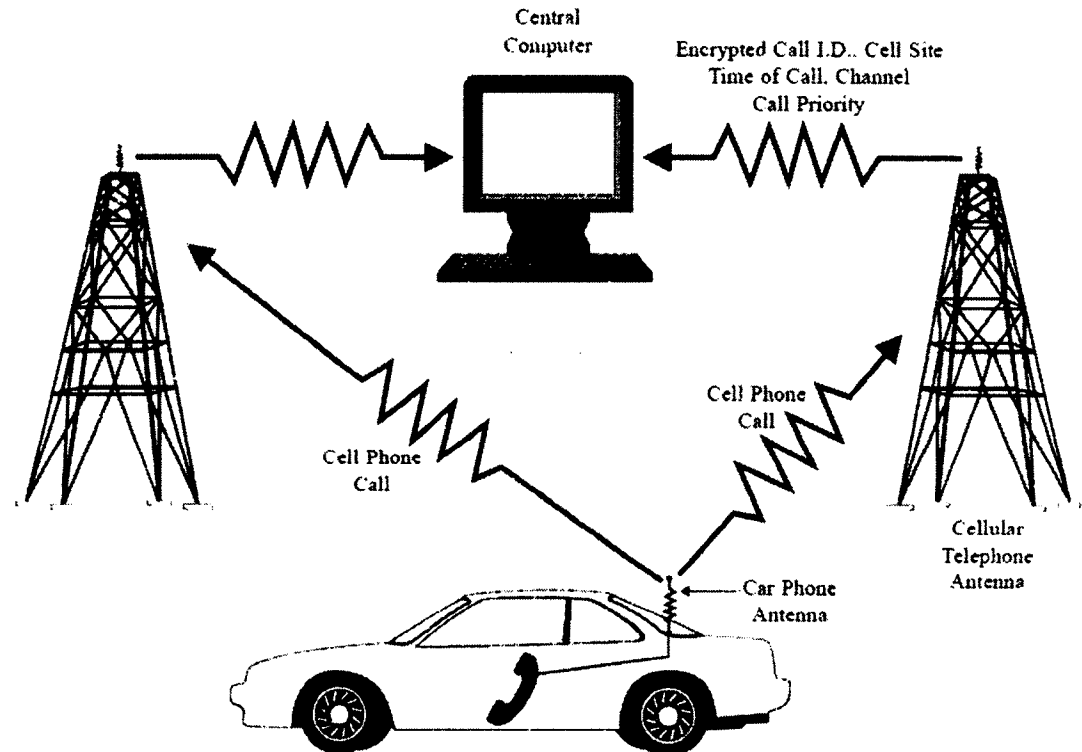 Central
Computer
Encrypted Call I.D.. Cell Site
Time of Call. Channel
Call Priority
Cell Phone
Call
Cell Phone
Call
Cellular
Telephone
Antenna
Car Phone
Antenna